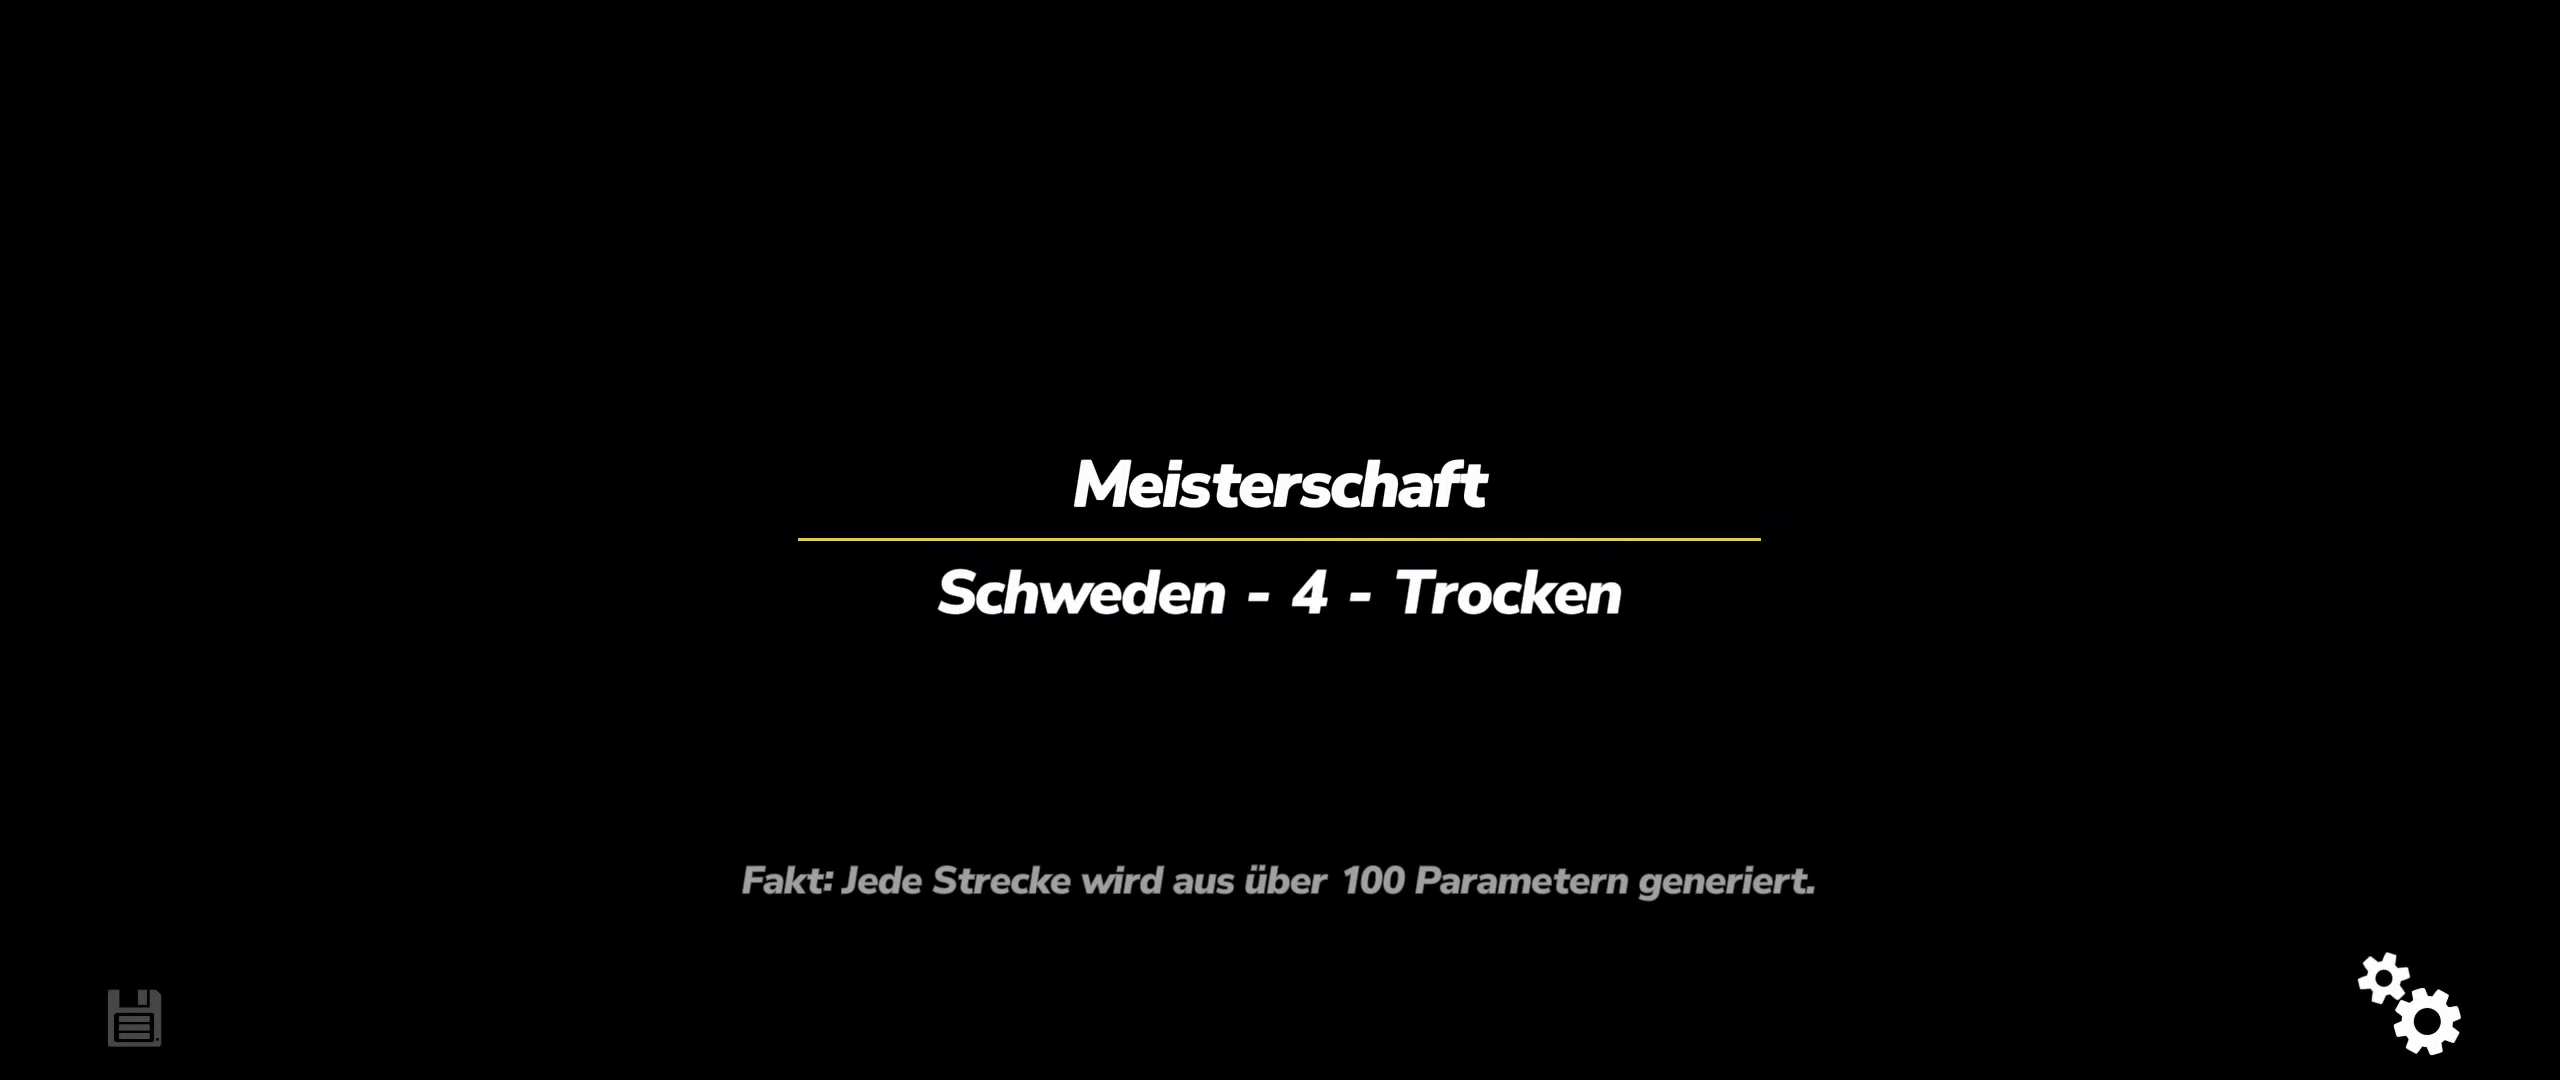 Meisterschaft
Schweden - 4 - Trocken
Fakt: Jede Strecke wird aus über 100 Parametern generiert.